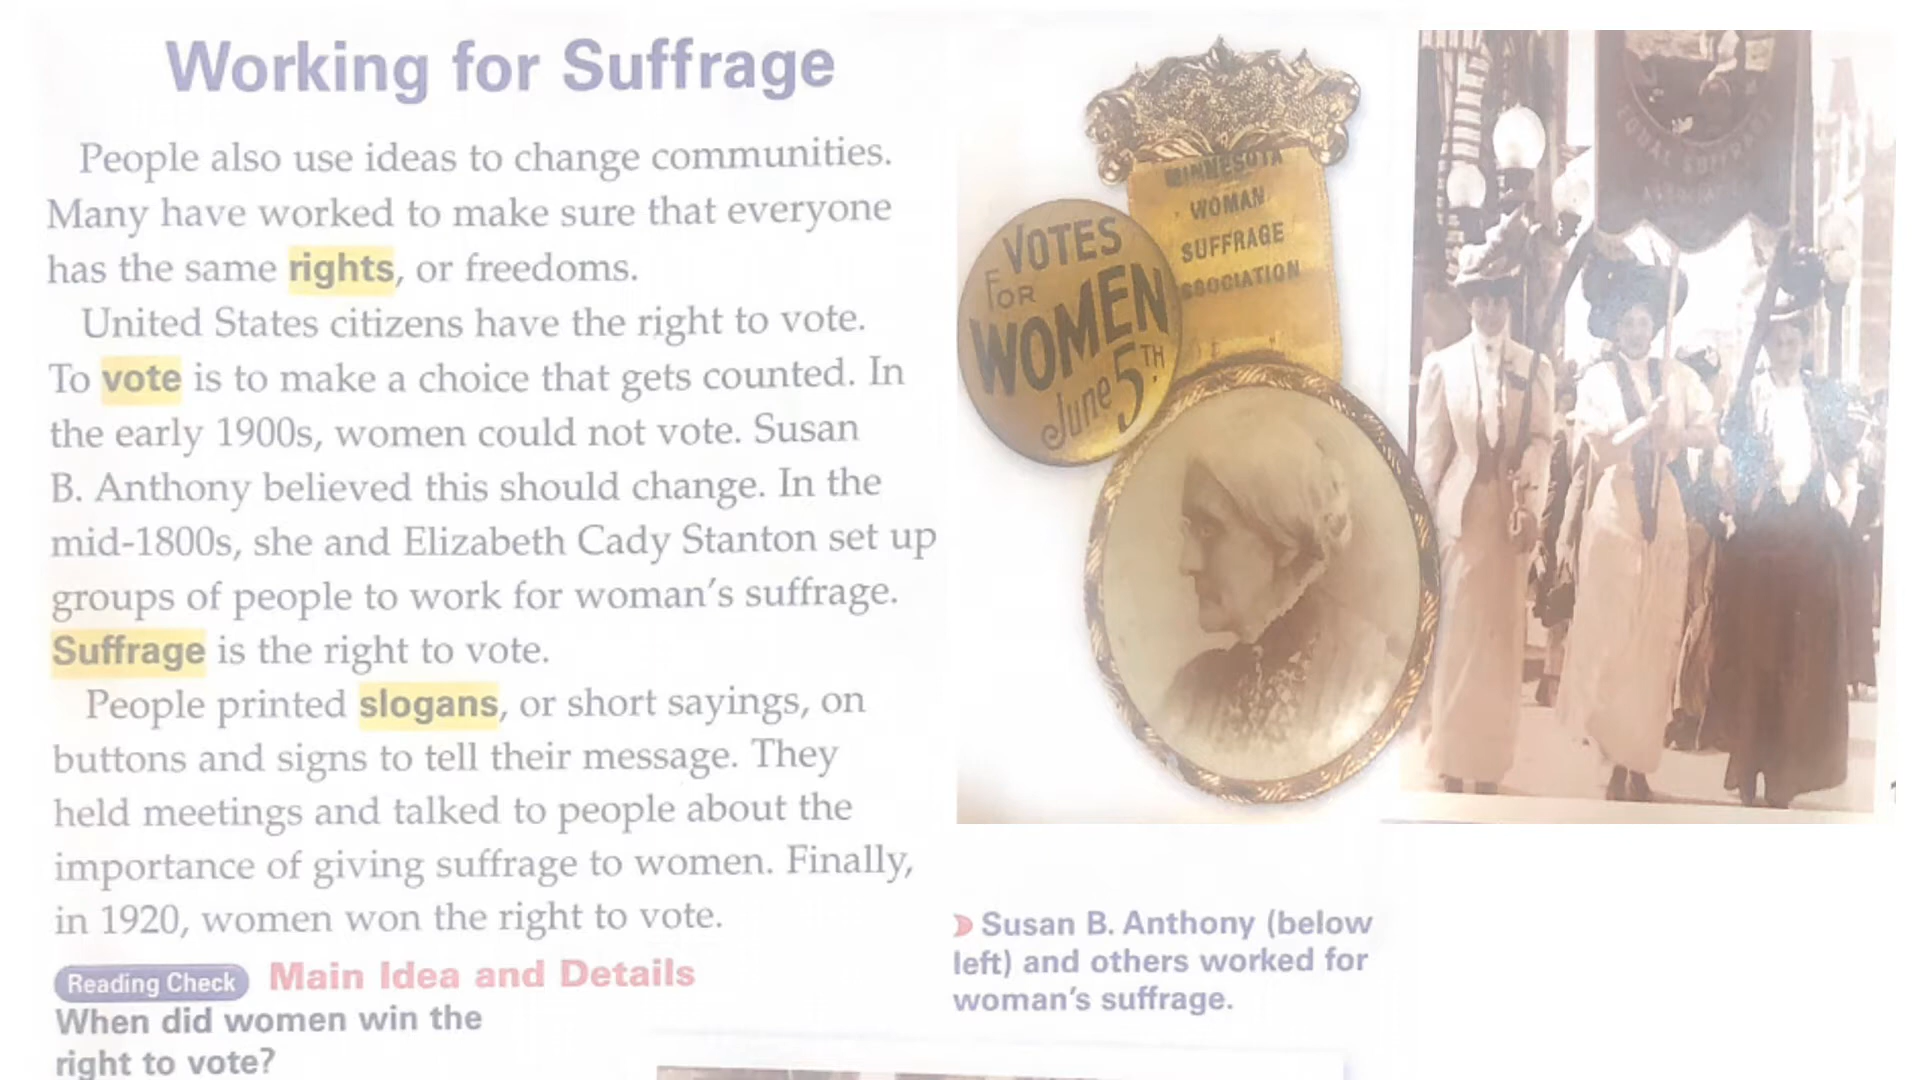 Working for Suffrage
People also use ideas to change communities.
Many have worked to make sure that everyone
has the same rights, or freedoms.
United States citizens have the right to vote.
To vote is to make a choice that gets counted. In
the early 1900s, women could not vote. Susan
B. Anthony believed this should change. In the
mid-1800s, she and Elizabeth Cady Stanton set up
groups of people to work for woman's suffrage.
Suffrage is the right to vote.
People printed slogans, or short sayings, on
buttons and signs to tell their message. They
held meetings and talked to people about the
importance of giving suffrage to women. Finally,
in 1920, women won the right to vote.
Reading Check Main Idea and Details
When did women win the
right to vote?
MINNESOTA
WOMAN
SUFFRAGE
SSOCIATION
VOTES
FOR
WOMEN
June 5TH
EQUAL SUFFRAGE
Susan B. Anthony (below
left) and others worked for
woman's suffrage.